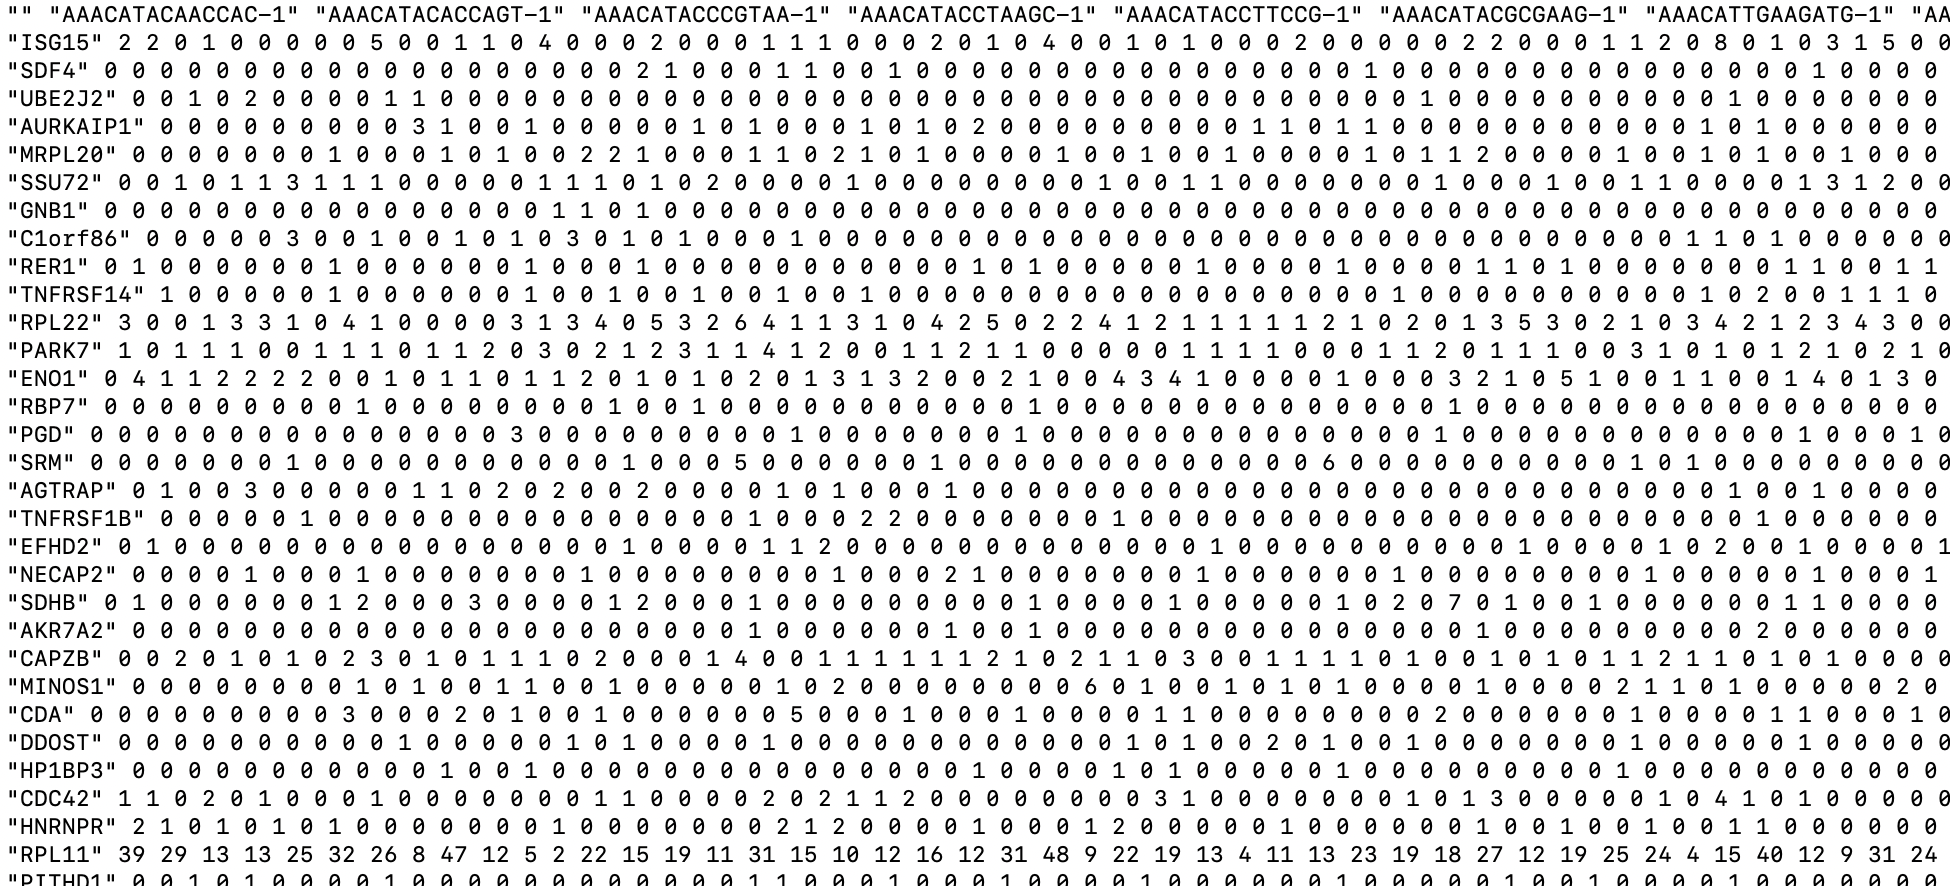 "" "AAACATACAACCAC-1" "AAACATACACCAGT-1" "AAACATACCCGTAA-1" "AAACATACCTAAGC-1" "AAACATACCTTCCG-1" "AAACATACGCGAAG-1" "AAACATTGAAGATG-1" "AA
"ISG15" 2 2 0 1 0 0 0 0 0 5 0 0 1 1 0 4 0 0 0 2 0 0 0 1 1 1 0 0 0 2 0 1 0 4 0 0 1 0 1 0 0 0 2 0 0 0 0 0 2 2 0 0 0 1 1 2 0 8 0 1 0 3 1 5 0 0
"SDF4" 0 0 0 0 0 0 0 0 0 0 0 0 0 0 0 0 0 0 0 2 1 0 0 0 1 1 0 0 1 0 0 0 0 0 0 0 0 0 0 0 0 0 0 0 0 1 0 0 0 0 0 0 0 0 0 0 0 0 0 0 0 1 0 0 0 0
"UBE2J2" 0 0 1 0 2 0 0 0 0 1 1 0 0 0 0 0 0 0 0 0 0 0 0 0 0 0 0 0 0 0 0 0 0 0 0 0 0 0 0 0 0 0 0 0 0 0 1 0 0 0 0 0 0 0 0 0 0 1 0 0 0 0 0 0 0
"AURKAIP1" 0 0 0 0 0 0 0 0 0 3 1 0 0 1 0 0 0 0 0 1 0 1 0 0 0 1 0 1 0 2 0 0 0 0 0 0 0 0 0 1 1 0 1 1 0 0 0 0 0 0 0 0 0 0 0 1 0 1 0 0 0 0 0 0
"MRPL20" 0 0 0 0 0 0 0 1 0 0 0 1 0 1 0 0 2 2 1 0 0 0 1 1 0 2 1 0 1 0 0 0 0 1 0 0 1 0 0 1 0 0 0 0 1 0 1 1 2 0 0 0 0 1 0 0 1 0 1 0 0 1 0 0 0
"SSU72" 0 0 1 0 1 1 3 1 1 1 0 0 0 0 0 1 1 1 0 1 0 2 0 0 0 0 1 0 0 0 0 0 0 0 0 1 0 0 1 1 0 0 0 0 0 0 0 1 0 0 0 1 0 0 1 1 0 0 0 0 1 3 1 2 0 0
"GNB1" 0 0 0 0 0 0 0 0 0 0 0 0 0 0 0 0 1 1 0 1 0 0 0 0 0 0 0 0 0 0 0 0 0 0 0 0 0 0 0 0 0 0 0 0 0 0 0 0 0 0 0 0 0 0 0 0 0 0 0 0 0 0 0 0 0 0
"C1orf86" 0 0 0 0 0 3 0 0 1 0 0 1 0 1 0 3 0 1 0 1 0 0 0 1 0 0 0 0 0 0 0 0 0 0 0 0 0 0 0 0 0 0 0 0 0 0 0 0 0 0 0 0 0 0 0 1 1 0 1 0 0 0 0 0 0
"RER1" 0 1 0 0 0 0 0 0 1 0 0 0 0 0 0 1 0 0 0 1 0 0 0 0 0 0 0 0 0 0 0 1 0 1 0 0 0 0 0 1 0 0 0 0 1 0 0 0 0 1 1 0 1 0 0 0 0 0 0 0 1 1 0 0 1 1
"TNFRSF14" 1 0 0 0 0 0 1 0 0 0 0 0 0 1 0 0 1 0 0 1 0 0 1 0 0 1 0 0 0 0 0 0 0 0 0 0 0 0 0 0 0 0 0 0 1 0 0 0 0 0 0 0 0 0 0 1 0 2 0 0 1 1 1 0
"RPL22" 3 0 0 1 3 3 1 0 4 1 0 0 0 0 3 1 3 4 0 5 3 2 6 4 1 1 3 1 0 4 2 5 0 2 2 4 1 2 1 1 1 1 1 2 1 0 2 0 1 3 5 3 0 2 1 0 3 4 2 1 2 3 4 3 0 0
"PARK7" 1 0 1 1 1 0 0 1 1 1 0 1 1 2 0 3 0 2 1 2 3 1 1 4 1 2 0 0 1 1 2 1 1 0 0 0 0 0 1 1 1 1 0 0 0 1 1 2 0 1 1 1 0 0 3 1 0 1 0 1 2 1 0 2 1 0
"ENO1" 0 4 1 1 2 2 2 2 0 0 1 0 1 1 0 1 1 2 0 1 0 1 0 2 0 1 3 1 3 2 0 0 2 1 0 0 4 3 4 1 0 0 0 0 1 0 0 0 3 2 1 0 5 1 0 0 1 1 0 0 1 4 0 1 3 0
"RBP7" 0 0 0 0 0 0 0 0 0 1 0 0 0 0 0 0 0 0 1 0 0 1 0 0 0 0 0 0 0 0 0 0 0 1 0 0 0 0 0 0 0 0 0 0 0 0 0 0 1 0 0 0 0 0 0 0 0 0 0 0 0 0 0 0 0 0
"PGD" 0 0 0 0 0 0 0 0 0 0 0 0 0 0 0 3 0 0 0 0 0 0 0 0 0 1 0 0 0 0 0 0 0 1 0 0 0 0 0 0 0 0 0 0 0 0 0 0 1 0 0 0 0 0 0 0 0 0 0 0 0 1 0 0 0 1 0
"SRM" 0 0 0 0 0 0 0 1 0 0 0 0 0 0 0 0 0 0 0 1 0 0 0 5 0 0 0 0 0 0 1 0 0 0 0 0 0 0 0 0 0 0 0 0 6 0 0 0 0 0 0 0 0 0 0 1 0 1 0 0 0 0 0 0 0 0 0
"AGTRAP" 0 1 0 0 3 0 0 0 0 0 1 1 0 2 0 2 0 0 2 0 0 0 0 1 0 1 0 0 0 1 0 0 0 0 0 0 0 0 0 0 0 0 0 0 0 0 0 0 0 0 0 0 0 0 0 0 0 1 0 0 1 0 0 0 0
"TNFRSF1B" 0 0 0 0 0 1 0 0 0 0 0 0 0 0 0 0 0 0 0 0 0 1 0 0 0 2 2 0 0 0 0 0 0 0 1 0 0 0 0 0 0 0 0 0 0 0 0 0 0 0 0 0 0 0 0 0 0 1 0 0 0 0 0 0
"EFHD2" 0 1 0 0 0 0 0 0 0 0 0 0 0 0 0 0 0 0 1 0 0 0 0 1 1 2 0 0 0 0 0 0 0 0 0 0 0 0 0 1 0 0 0 0 0 0 0 0 0 0 1 0 0 0 0 1 0 2 0 0 1 0 0 0 0 1
"NECAP2" 0 0 0 0 1 0 0 0 1 0 0 0 0 0 0 0 1 0 0 0 0 0 0 0 0 1 0 0 0 2 1 0 0 0 0 0 0 0 1 0 0 0 0 0 0 1 0 0 0 0 0 0 0 0 1 0 0 0 0 0 1 0 0 0 1
"SDHB" 0 1 0 0 0 0 0 0 1 2 0 0 0 3 0 0 0 0 1 2 0 0 0 1 0 0 0 0 0 0 0 0 0 1 0 0 0 0 1 0 0 0 0 0 1 0 2 0 7 0 1 0 0 1 0 0 0 0 0 0 1 1 0 0 0 0
"AKR7A2" 0 0 0 0 0 0 0 0 0 0 0 0 0 0 0 0 0 0 0 0 0 0 1 0 0 0 0 0 0 1 0 0 1 0 0 0 0 0 0 0 0 0 0 0 0 0 0 0 1 0 0 0 0 0 0 0 0 0 2 0 0 0 0 0 0
"CAPZB" 0 0 2 0 1 0 1 0 2 3 0 1 0 1 1 1 0 2 0 0 0 1 4 0 0 1 1 1 1 1 1 2 1 0 2 1 1 0 3 0 0 1 1 1 1 0 1 0 0 1 0 1 0 1 1 2 1 1 0 1 0 1 0 0 0 0
"MINOS1" 0 0 0 0 0 0 0 0 1 0 1 0 0 1 1 0 0 1 0 0 0 0 0 1 0 2 0 0 0 0 0 0 0 0 6 0 1 0 0 1 0 1 0 1 0 0 0 0 1 0 0 0 0 2 1 1 0 1 0 0 0 0 0 2 0
"CDA" 0 0 0 0 0 0 0 0 0 3 0 0 0 2 0 1 0 0 1 0 0 0 0 0 0 5 0 0 0 1 0 0 0 1 0 0 0 0 1 1 0 0 0 0 0 0 0 0 2 0 0 0 0 0 0 1 0 0 0 0 1 1 0 0 0 1 0
"DDOST" 0 0 0 0 0 0 0 0 0 0 1 0 0 0 0 0 1 0 1 0 0 0 0 1 0 0 0 0 0 0 0 0 0 0 0 0 1 0 1 0 0 2 0 1 0 0 1 0 0 0 0 0 0 0 1 0 0 0 0 0 1 0 0 0 0 0
"HP1BP3" 0 0 0 0 0 0 0 0 0 0 0 1 0 0 1 0 0 0 0 0 0 0 0 0 0 0 0 0 0 0 1 0 0 0 0 1 0 1 0 0 0 0 0 1 0 0 0 0 0 0 0 0 0 1 0 0 0 0 0 0 0 0 0 0 0
"CDC42" 1 1 0 2 0 1 0 0 0 1 0 0 0 0 0 0 0 1 1 0 0 0 0 2 0 2 1 1 2 0 0 0 0 0 0 0 0 3 1 0 0 0 0 0 0 0 1 0 1 3 0 0 0 0 0 1 0 4 1 0 1 0 0 0 0 0
"HNRNPR" 2 1 0 1 0 1 0 1 0 0 0 0 0 0 0 1 0 0 0 0 0 0 0 2 1 2 0 0 0 0 1 0 0 0 1 2 0 0 0 0 0 1 0 0 0 0 0 0 1 0 0 1 0 0 1 0 0 1 1 0 0 0 0 0 0
"RPL11" 39 29 13 13 25 32 26 8 47 12 5 2 22 15 19 11 31 15 10 12 16 12 31 48 9 22 19 13 4 11 13 23 19 18 27 12 19 25 24 4 15 40 12 9 31 24